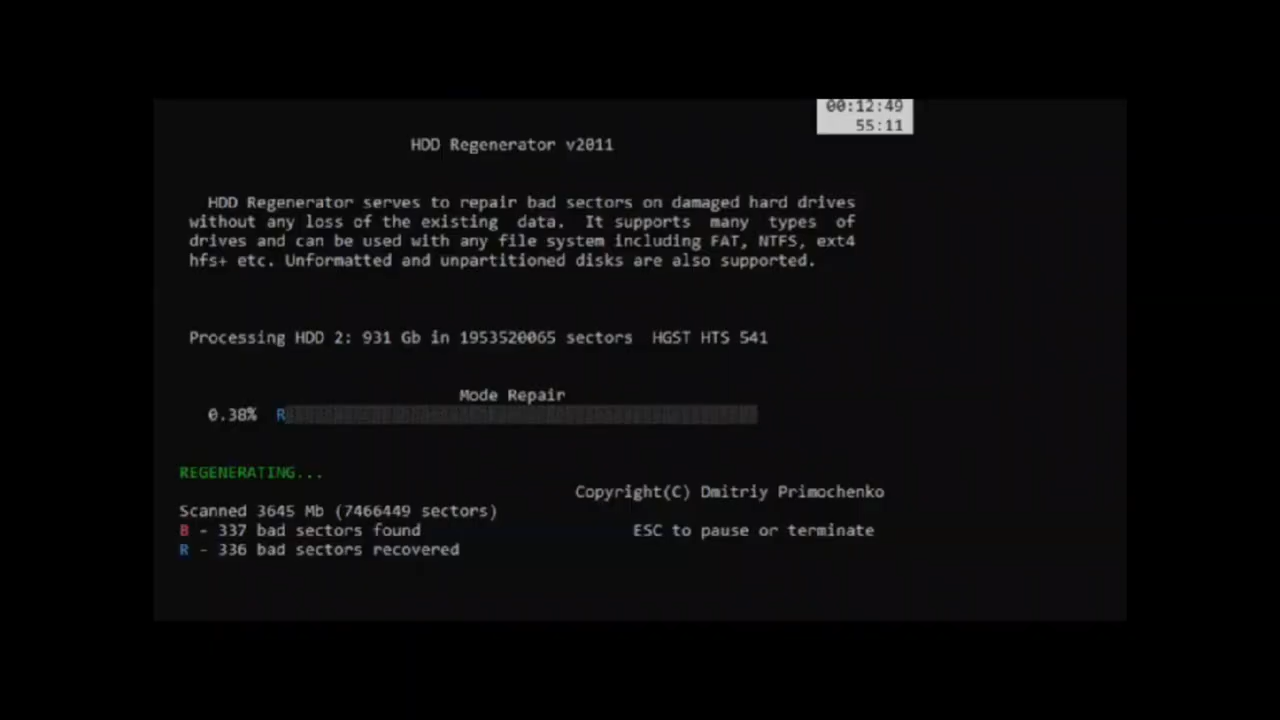 00:12:49
55:11
HDD Regenerator v2011
HDD Regenerator serves to repair bad sectors on damaged hard drives
without any loss of the existing data. It supports many types of
drives and can be used with any file system including FAT, NTFS, ext4
hfs+ etc. Unformatted and unpartitioned disks are also supported.
Processing HDD 2: 931 Gb in 1953520065 sectors HGST HTS 541
Mode Repair
0.38% R
REGENERATING...
Copyright(C) Dmitriy Primochenko
Scanned 3645 Mb (7466449 sectors)
B - 337 bad sectors found ESC to pause or terminate
R - 336 bad sectors recovered